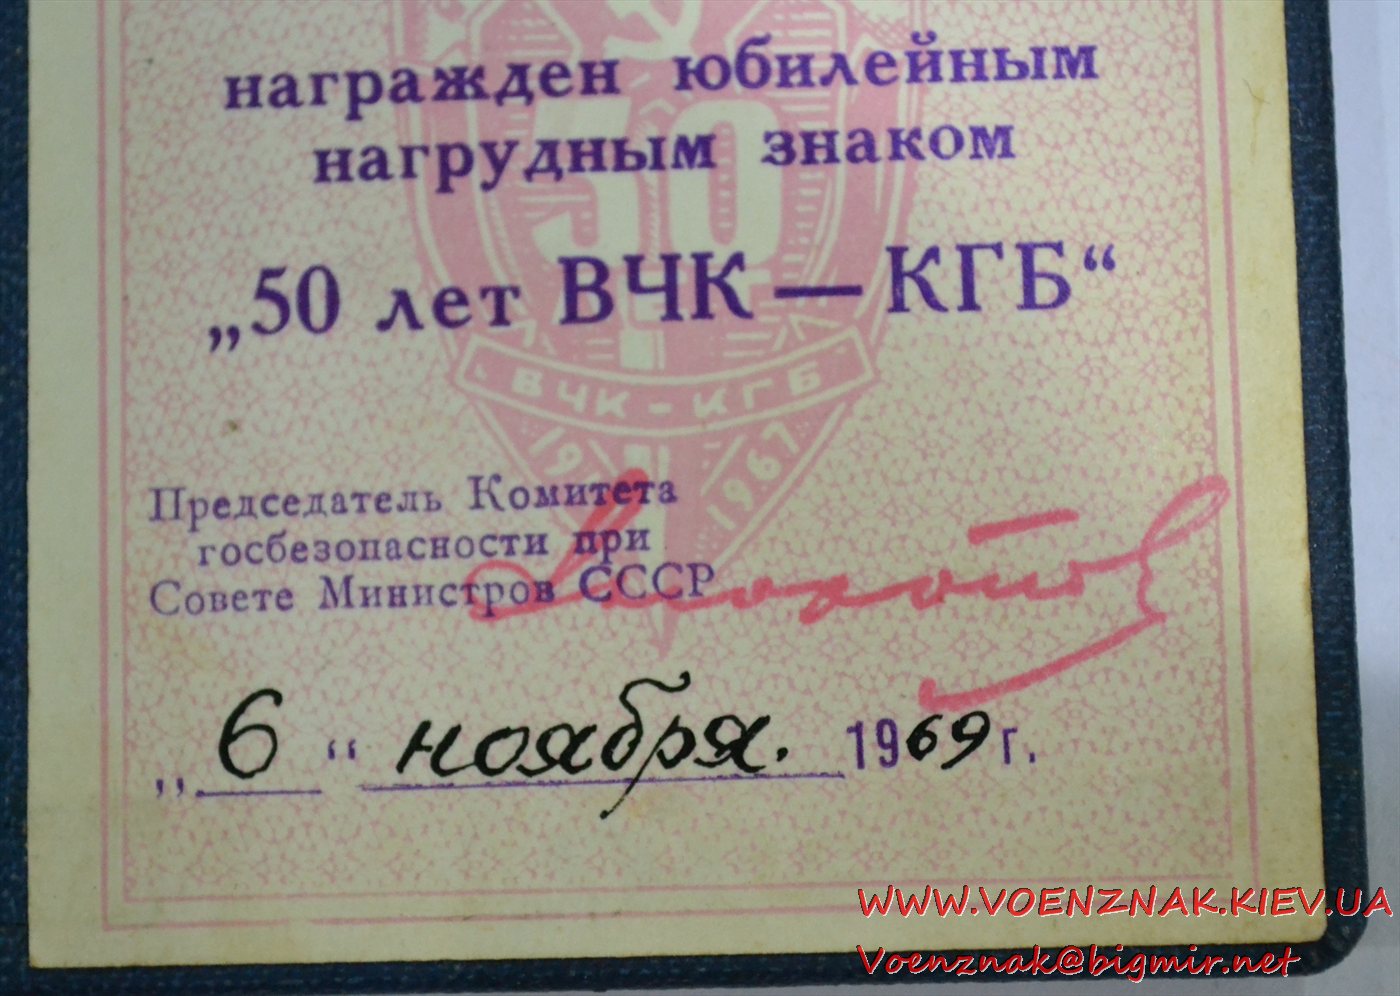 награжден юбилейным
нагрудным знаком
50
„50 лет ВЧК — КГБ“
ВЧК - КГБ
1967
Председатель Комитета
госбезопасности при
Совете Министров СССР
„ 6 “ ноября. 1969 г.
WWW.VOENZNAK.KIEV.UA
Voenznak@bigmir.net